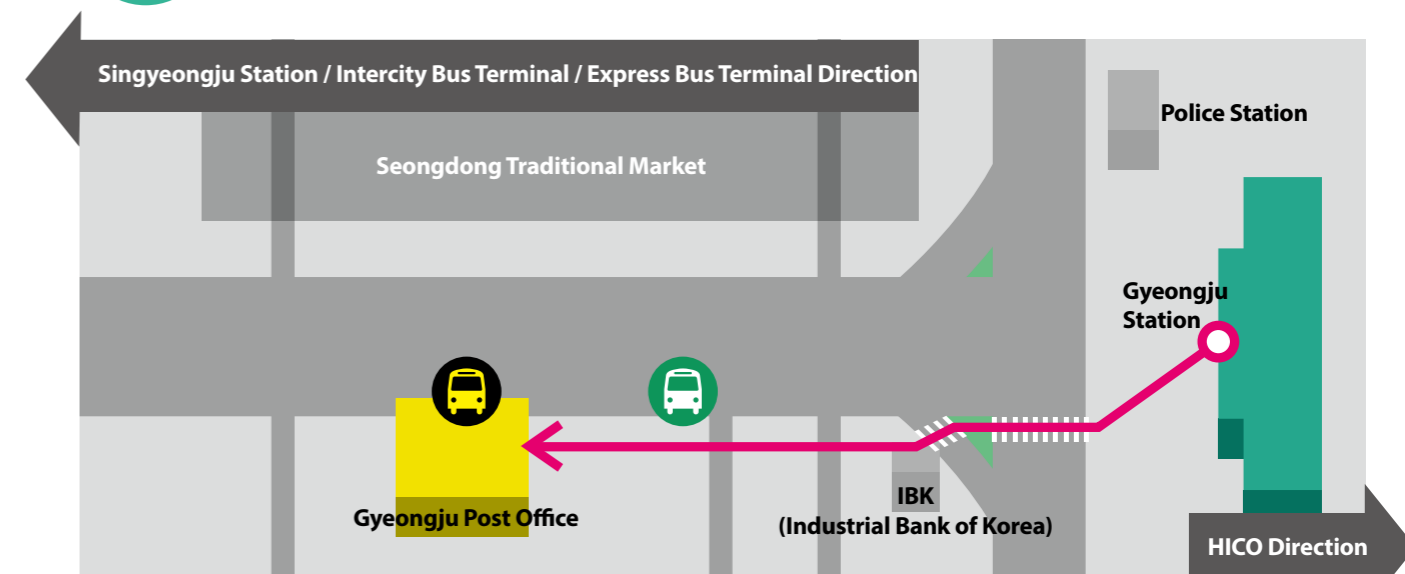 Singyeongju Station / Intercity Bus Terminal / Express Bus Terminal Direction
Police Station
Seongdong Traditional Market
Gyeongju
Station
IBK
(Industrial Bank of Korea)
Gyeongju Post Office
HICO Direction